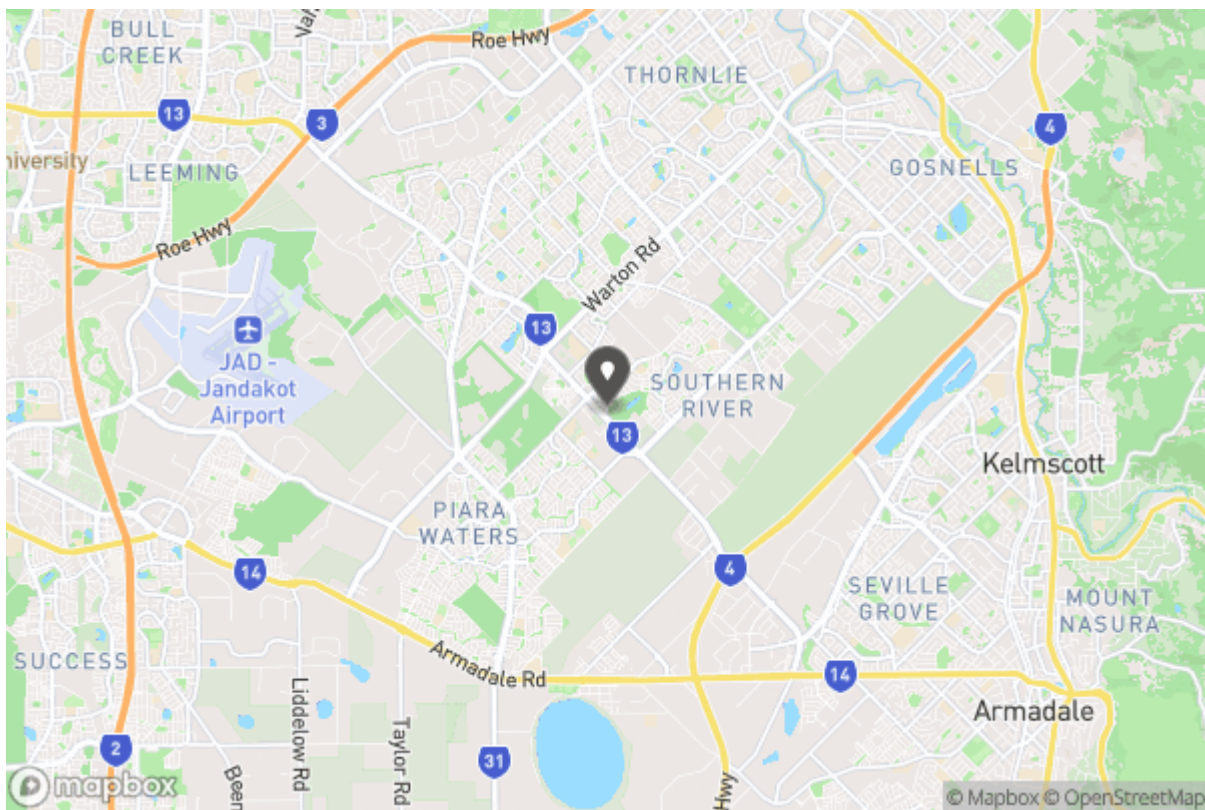 BULL
CREEK
Roe Hwy
THORNLIE
13
3
4
niversity
LEEMING
GOSNELLS
Roe Hwy
Warton Rd
13
JAD -
Jandakot
Airport
SOUTHERN
RIVER
13
Kelmscott
PIARA
WATERS
14
4
SEVILLE
GROVE
MOUNT
NASURA
SUCCESS
Armadale Rd
14
Liddelow Rd
Taylor Rd
Armadale
2
31
Hwy
Been
mapbox
© Mapbox © OpenStreetMap